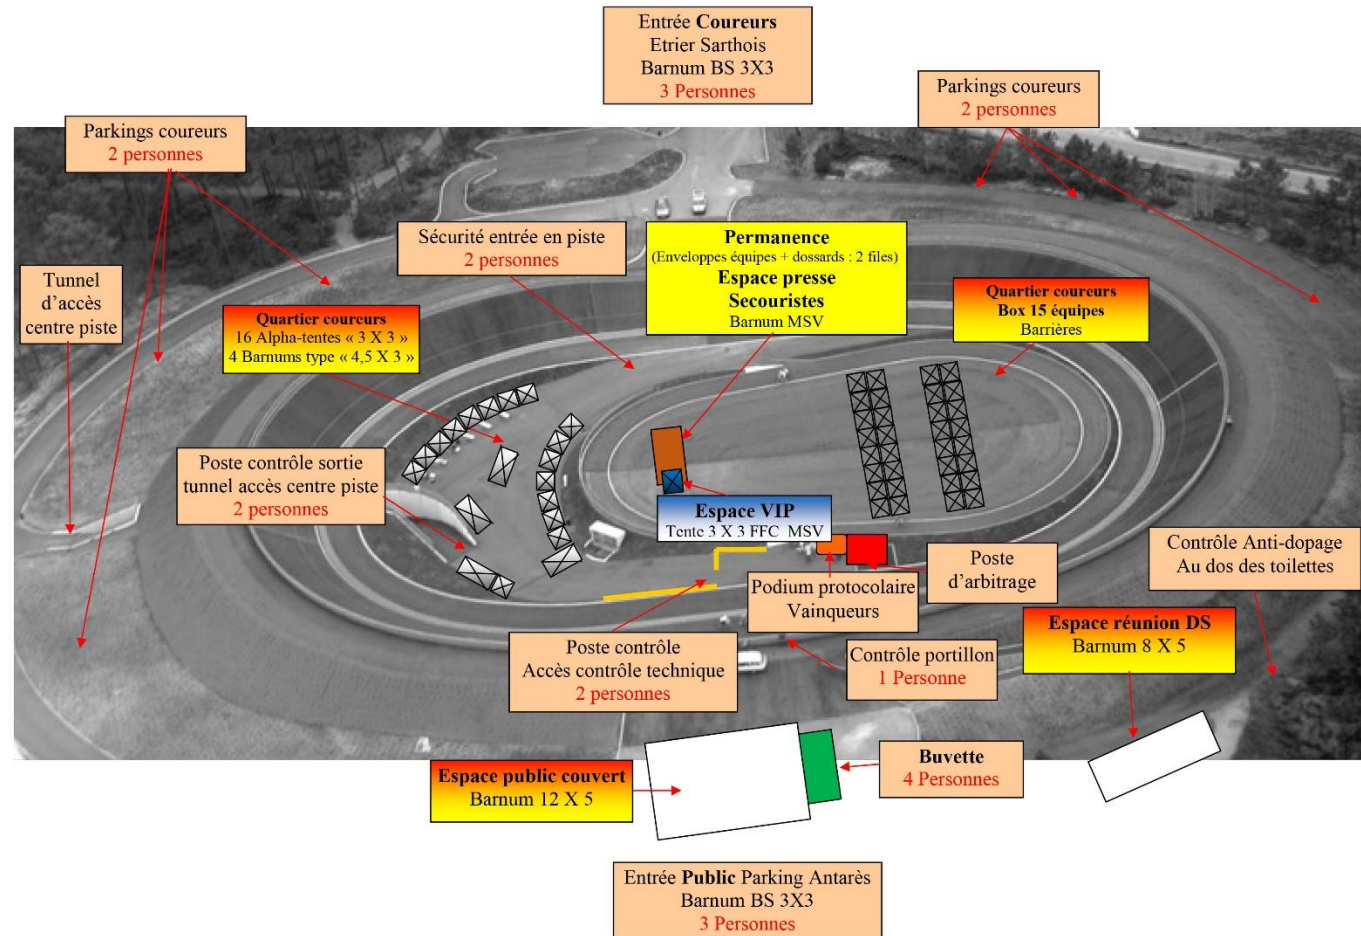 Entrée Coureurs
Etrier Sarthois
Barnum BS 3X3
3 Personnes
Parkings coureurs
2 personnes
Parkings coureurs
2 personnes
Sécurité entrée en piste
2 personnes
Permanence
(Enveloppes équipes + dossards : 2 files)
Espace presse
Secouristes
Barnum MSV
Tunnel
d’accès
centre piste
Quartier coureurs
16 Alpha-tentes « 3 X 3 »
4 Barnums type « 4,5 X 3 »
Quartier coureurs
Box 15 équipes
Barrières
Poste contrôle sortie
tunnel accès centre piste
2 personnes
Espace VIP
Tente 3 X 3 FFC MSV
Contrôle Anti-dopage
Au dos des toilettes
Podium protocolaire
Vainqueurs
Poste
d’arbitrage
Espace réunion DS
Barnum 8 X 5
Poste contrôle
Accès contrôle technique
2 personnes
Contrôle portillon
1 Personne
Espace public couvert
Barnum 12 X 5
Buvette
4 Personnes
Entrée Public Parking Antarès
Barnum BS 3X3
3 Personnes